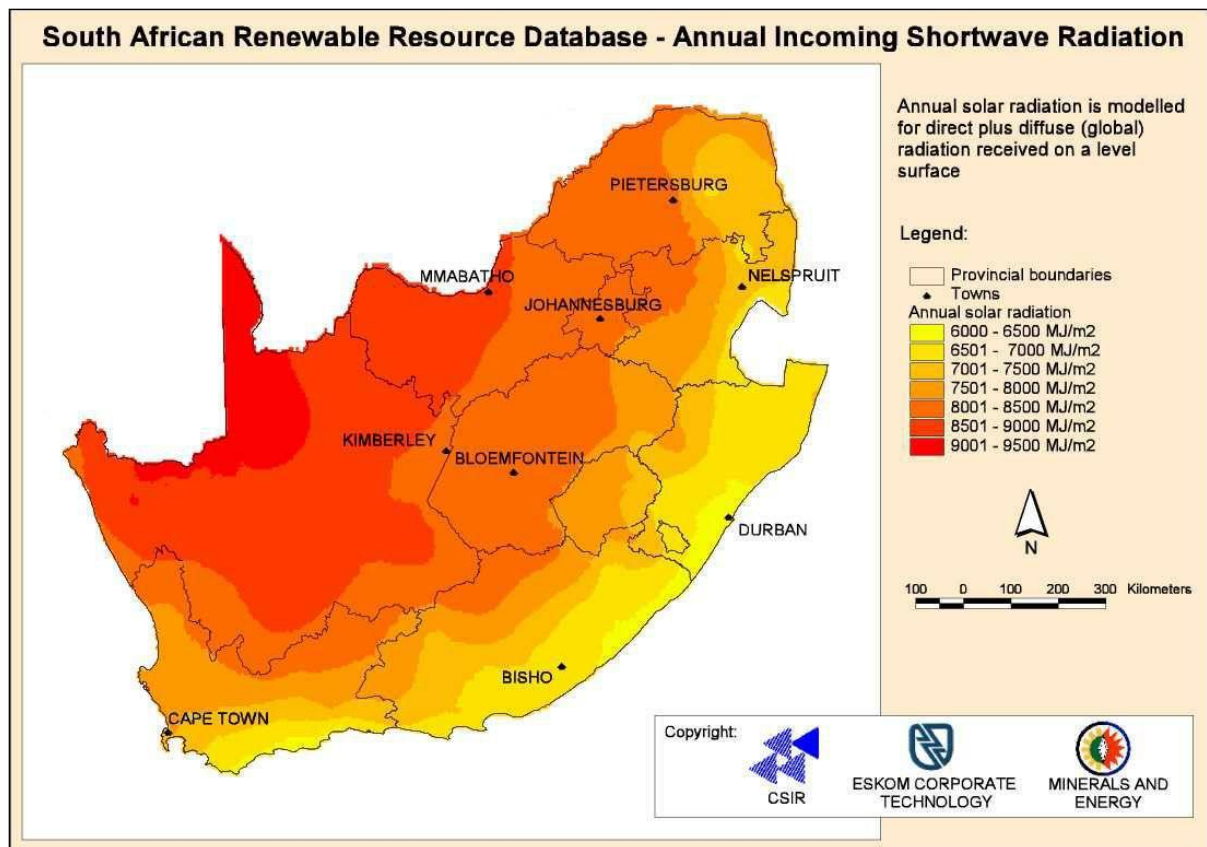 South African Renewable Resource Database - Annual Incoming Shortwave Radiation
Annual solar radiation is modelled
for direct plus diffuse (global)
radiation received on a level
surface
Legend:
Provincial boundaries
Towns
Annual solar radiation
6000 - 6500 MJ/m2
6501 - 7000 MJ/m2
7001 - 7500 MJ/m2
7501 - 8000 MJ/m2
8001 - 8500 MJ/m2
8501 - 9000 MJ/m2
9001 - 9500 MJ/m2
N
100 0 100 200 300 Kilometers
PIETERSBURG
MMABATHO
NELSPRUIT
JOHANNESBURG
KIMBERLEY
BLOEMFONTEIN
DURBAN
BISHO
CAPE TOWN
Copyright:
CSIR
ESKOM CORPORATE
TECHNOLOGY
MINERALS AND
ENERGY